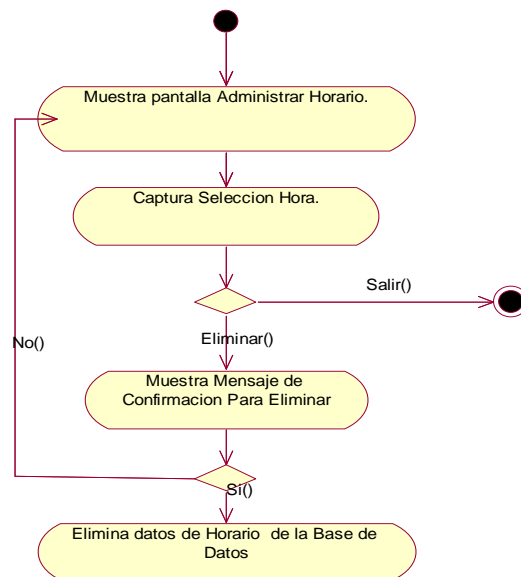 Muestra pantalla Administrar Horario.
Captura Seleccion Hora.
Salir()
Eliminar()
No()
Muestra Mensaje de
Confirmacion Para Eliminar
Si()
Elimina datos de Horario de la Base de
Datos